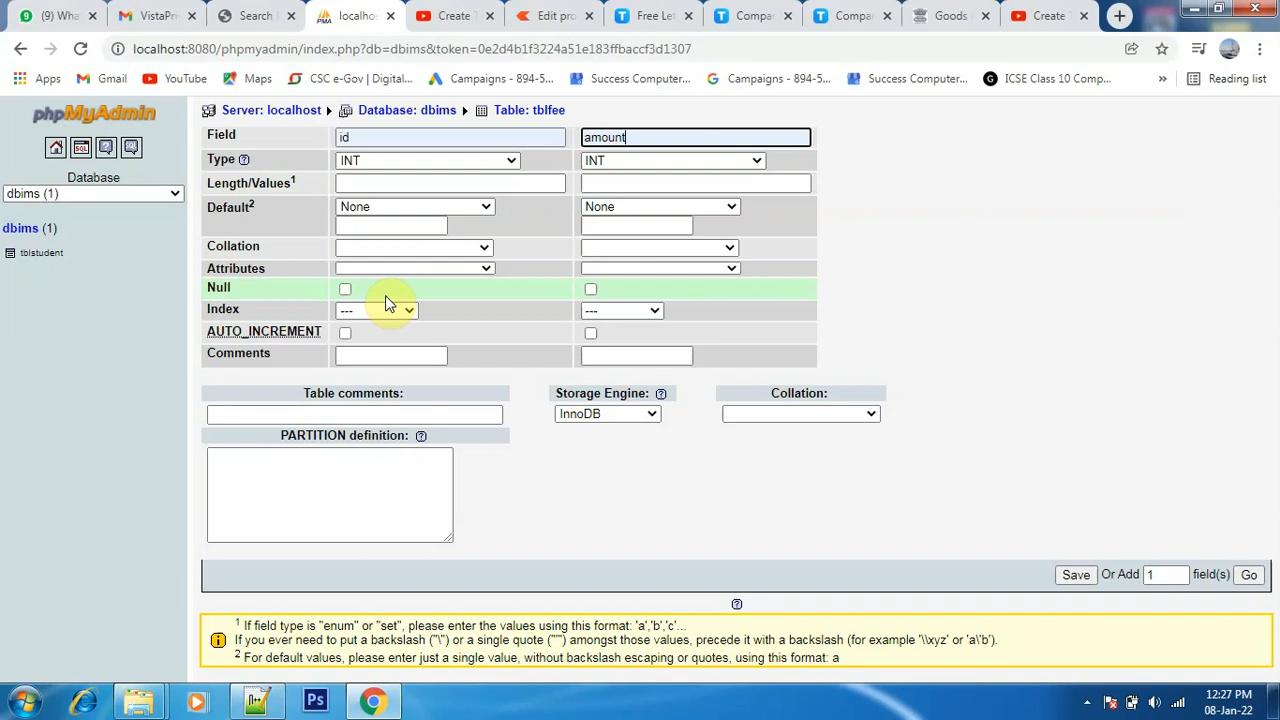 (9) Wha
VistaPri
Search
localho
Create T
Edit pro
Free Let
Compa
Compa
Goods
Create T
localhost:8080/phpmyadmin/index.php?db=dbims&token=0e2d4b1f3224a51e183ffbaccf3d1307
Apps
Gmail
YouTube
Maps
CSC e-Gov | Digital...
Campaigns - 894-5...
Success Computer...
Campaigns - 894-5...
Success Computer...
ICSE Class 10 Comp...
»
Reading list
phpMyAdmin
Server: localhost ▸ Database: dbims ▸ Table: tblfee
Field id amount
Type INT INT
Database
Length/Values1
dbims (1)
Default2 None None
dbims (1)
Collation
tblstudent
Attributes
Null
Index --- ---
AUTO_INCREMENT
Comments
Table comments: Storage Engine: Collation:
InnoDB
PARTITION definition:
Save Or Add 1 field(s) Go
1 If field type is "enum" or "set", please enter the values using this format: 'a','b','c'...
If you ever need to put a backslash ("\") or a single quote ("'") amongst those values, precede it with a backslash (for example '\\xyz' or 'a\'b').
2 For default values, please enter just a single value, without backslash escaping or quotes, using this format: a
Ps
12:27 PM
08-Jan-22